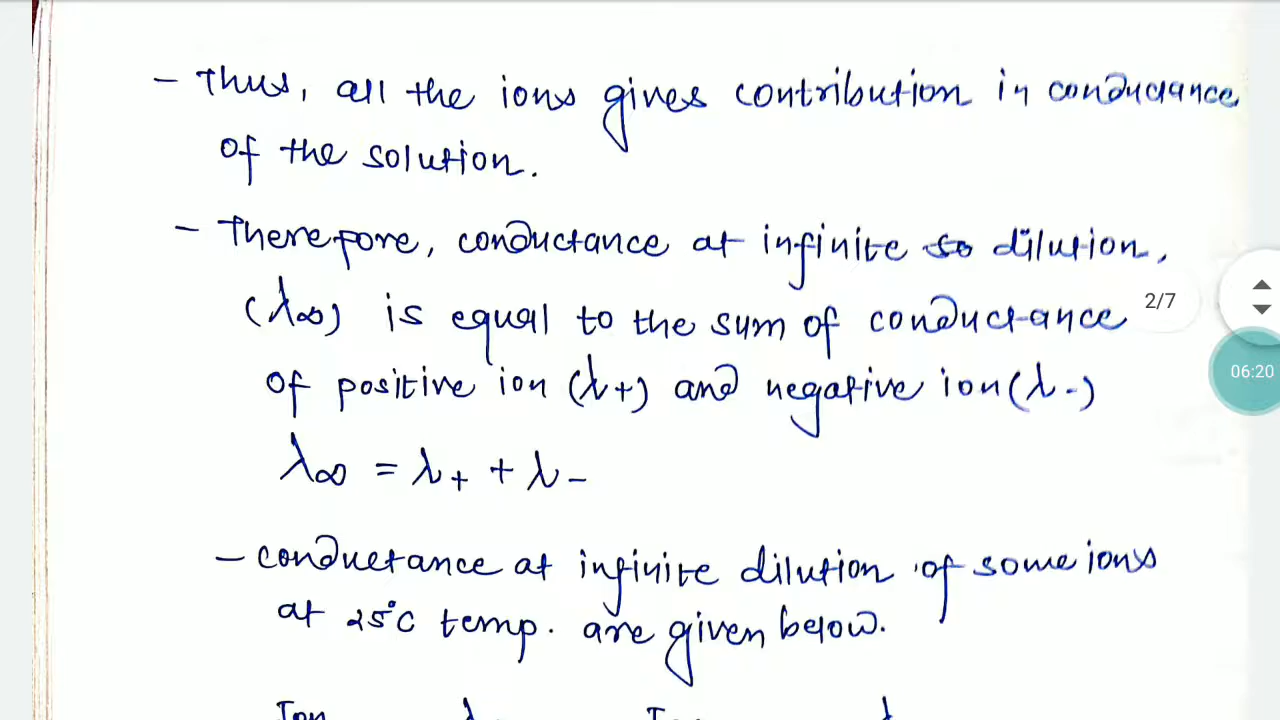 - Thus, all the ions gives contribution in conductance
of the solution.
- Therefore, conductance at infinite so dilution,
(λ∞) is equal to the sum of conductance
of positive ion (λ+) and negative ion (λ-)
λ∞ = λ+ + λ-
- conductance at infinite dilution of some ions
at 25°C temp. are given below.
Ion λ Ion λ
2/7
06:20